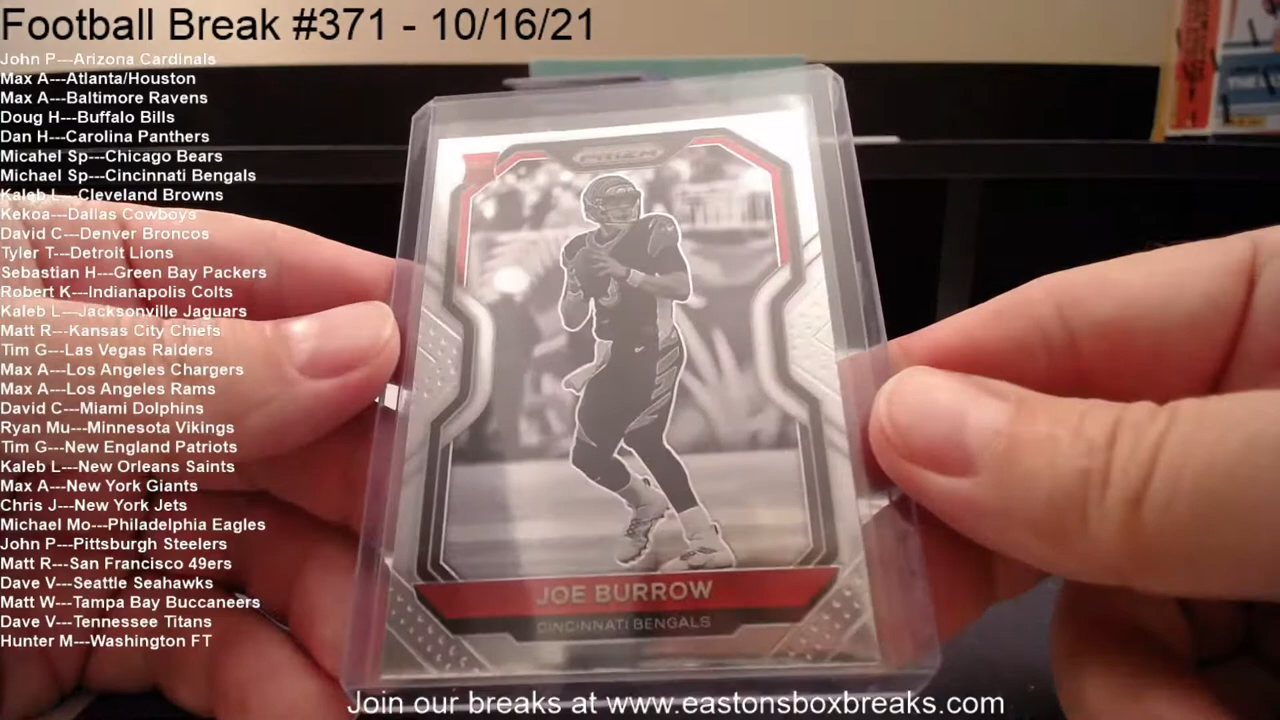 Football Break #371 - 10/16/21
John P---Arizona Cardinals
Max A---Atlanta/Houston
Max A---Baltimore Ravens
Doug H---Buffalo Bills
Dan H---Carolina Panthers
Micahel Sp---Chicago Bears
Michael Sp---Cincinnati Bengals
Kaleb L---Cleveland Browns
Kekoa---Dallas Cowboys
David C---Denver Broncos
Tyler T---Detroit Lions
Sebastian H---Green Bay Packers
Robert K---Indianapolis Colts
Kaleb L---Jacksonville Jaguars
Matt R---Kansas City Chiefs
Tim G---Las Vegas Raiders
Max A---Los Angeles Chargers
Max A---Los Angeles Rams
David C---Miami Dolphins
Ryan Mu---Minnesota Vikings
Tim G---New England Patriots
Kaleb L---New Orleans Saints
Max A---New York Giants
Chris J---New York Jets
Michael Mo---Philadelphia Eagles
John P---Pittsburgh Steelers
Matt R---San Francisco 49ers
Dave V---Seattle Seahawks
Matt W---Tampa Bay Buccaneers
Dave V---Tennessee Titans
Hunter M---Washington FT
PRIZM
JOE BURROW
CINCINNATI BENGALS
Join our breaks at www.eastonsboxbreaks.com